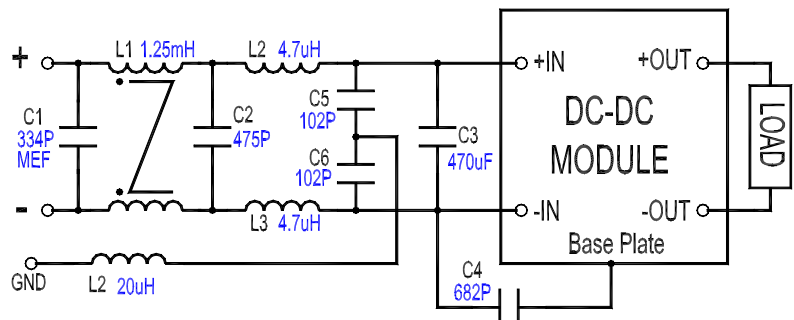 +
L1 1.25mH
L2 4.7uH
C1
334P
MEF
C2
475P
C5
102P
C6
102P
C3
470uF
+IN
+OUT
DC-DC
MODULE
LOAD
-
L3 4.7uH
-IN
-OUT
Base Plate
GND
L2 20uH
C4
682P